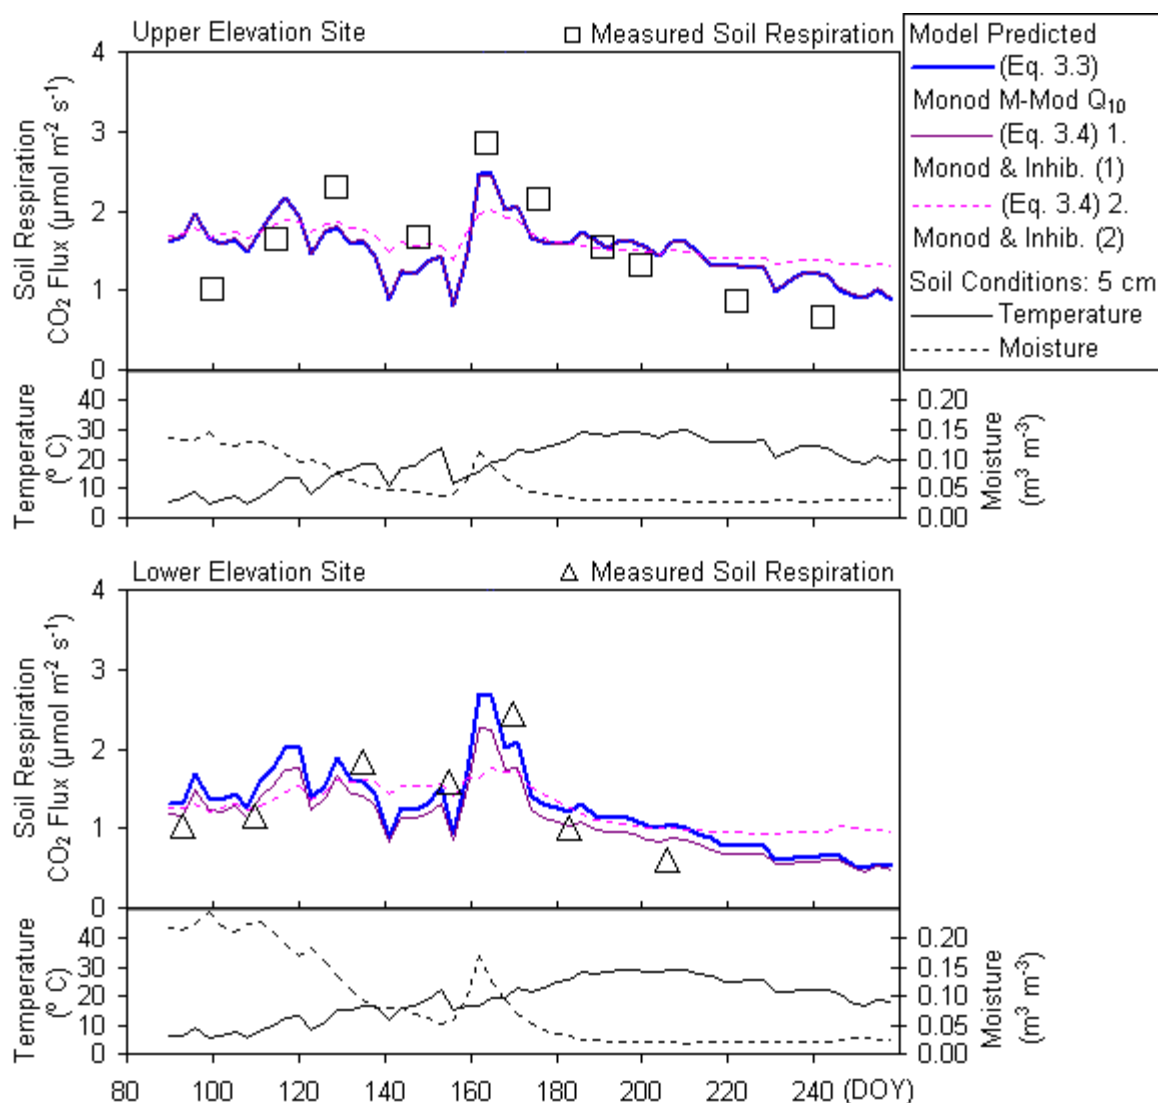 Upper Elevation Site
□ Measured Soil Respiration
Soil Respiration
CO₂ Flux (µmol m⁻² s⁻¹)
4
3
2
1
0
Model Predicted
(Eq. 3.3)
Monod M-Mod Q₁₀
(Eq. 3.4) 1.
Monod & Inhib. (1)
(Eq. 3.4) 2.
Monod & Inhib. (2)
Soil Conditions: 5 cm
Temperature
Moisture
Temperature
(º C)
40
30
20
10
0
0.20
0.15
0.10
0.05
0.00
Moisture
(m³ m⁻³)
Lower Elevation Site
△ Measured Soil Respiration
Soil Respiration
CO₂ Flux (µmol m⁻² s⁻¹)
4
3
2
1
0
Temperature
(º C)
40
30
20
10
0
0.20
0.15
0.10
0.05
0.00
Moisture
(m³ m⁻³)
80 100 120 140 160 180 200 220 240 (DOY)